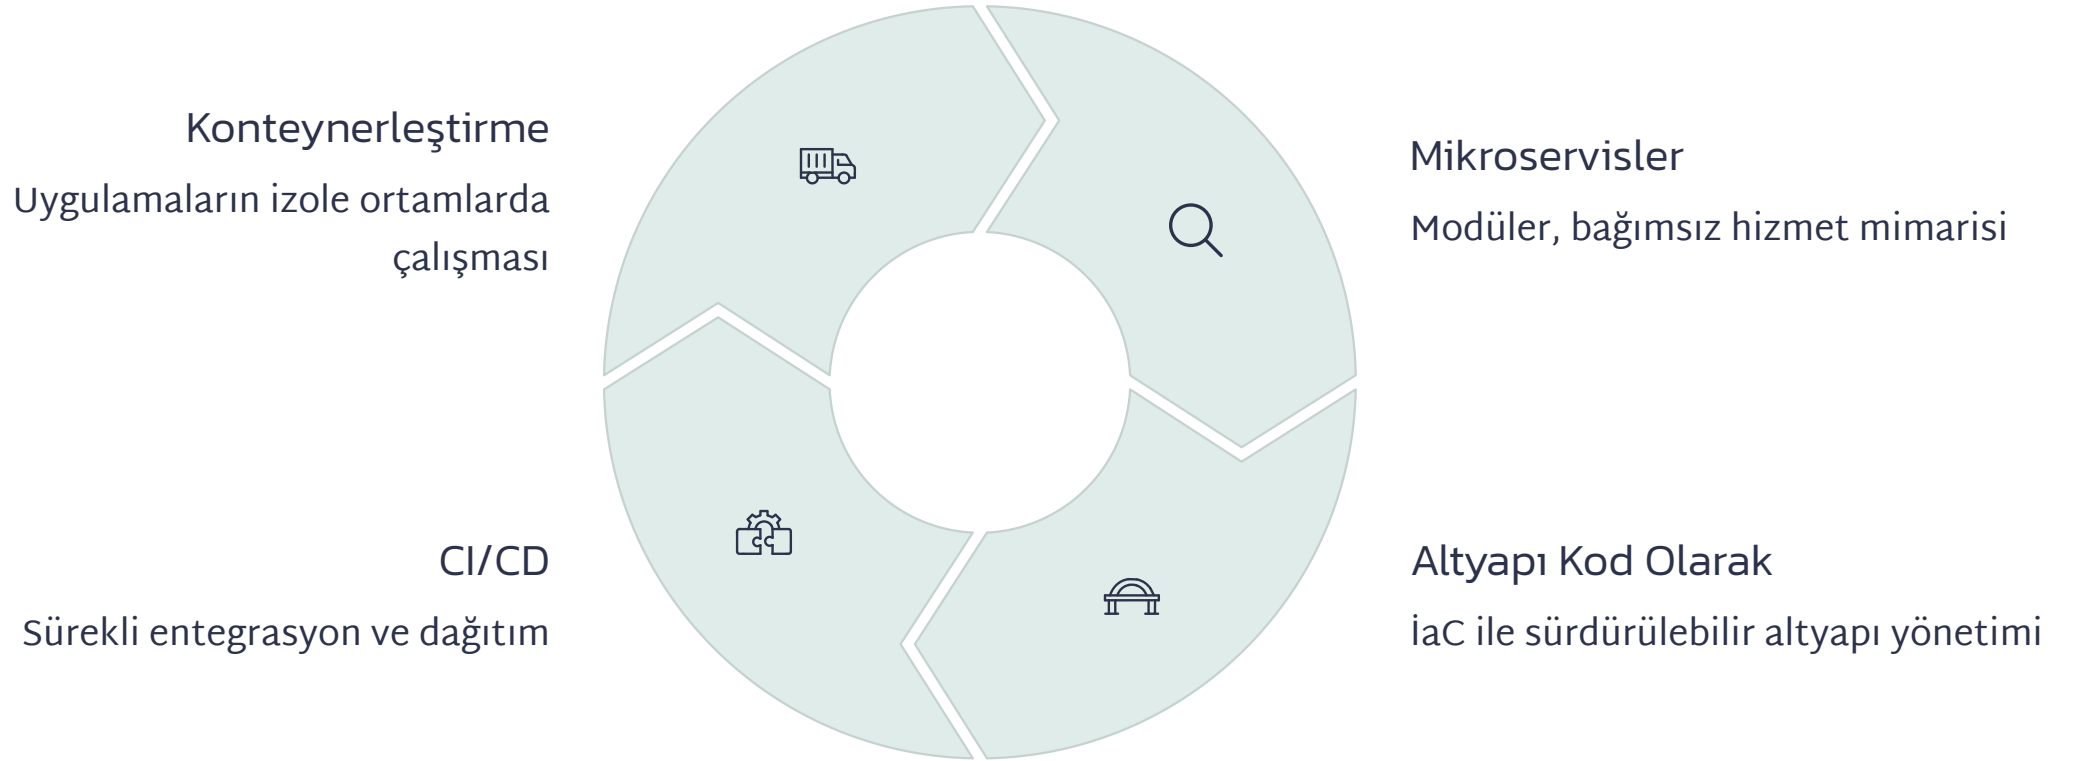 Konteynerleştirme
Uygulamaların izole ortamlarda
çalışması
Mikroservisler
Modüler, bağımsız hizmet mimarisi
CI/CD
Sürekli entegrasyon ve dağıtım
Altyapı Kod Olarak
İaC ile sürdürülebilir altyapı yönetimi